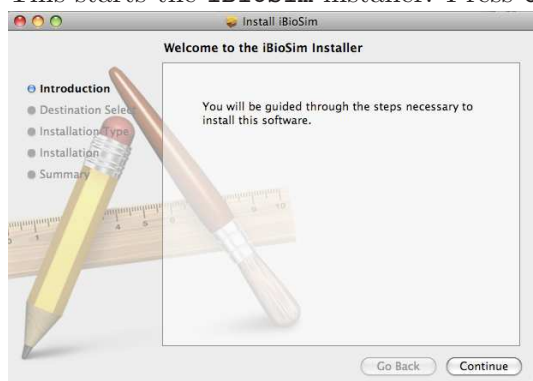 This starts the iBioSim installer. Press
Install iBioSim
Welcome to the iBioSim Installer
Introduction
Destination Select
Installation Type
Installation
Summary
You will be guided through the steps necessary to
install this software.
Go Back
Continue